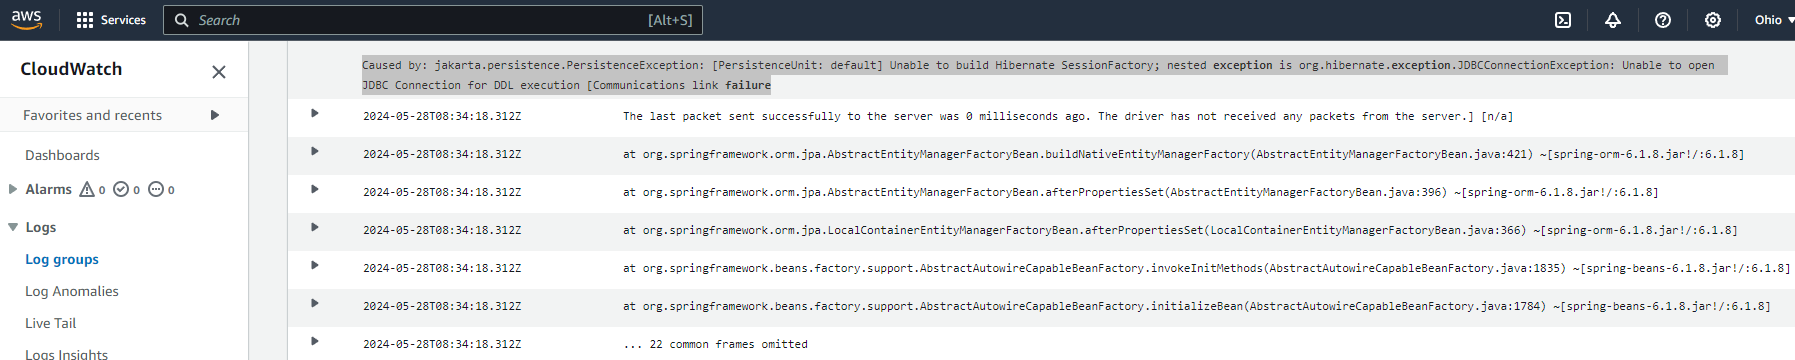 aws
Services
Search
[Alt+S]
Ohio
CloudWatch
Favorites and recents
Dashboards
Alarms 0 0 0
Logs
Log groups
Log Anomalies
Live Tail
Logs Insights
Caused by: jakarta.persistence.PersistenceException: [PersistenceUnit: default] Unable to build Hibernate SessionFactory; nested exception is org.hibernate.exception.JDBCConnectionException: Unable to open
JDBC Connection for DDL execution [Communications link failure
2024-05-28T08:34:18.312Z The last packet sent successfully to the server was 0 milliseconds ago. The driver has not received any packets from the server.] [n/a]
2024-05-28T08:34:18.312Z at org.springframework.orm.jpa.AbstractEntityManagerFactoryBean.buildNativeEntityManagerFactory(AbstractEntityManagerFactoryBean.java:421) ~[spring-orm-6.1.8.jar!/:6.1.8]
2024-05-28T08:34:18.312Z at org.springframework.orm.jpa.AbstractEntityManagerFactoryBean.afterPropertiesSet(AbstractEntityManagerFactoryBean.java:396) ~[spring-orm-6.1.8.jar!/:6.1.8]
2024-05-28T08:34:18.312Z at org.springframework.orm.jpa.LocalContainerEntityManagerFactoryBean.afterPropertiesSet(LocalContainerEntityManagerFactoryBean.java:366) ~[spring-orm-6.1.8.jar!/:6.1.8]
2024-05-28T08:34:18.312Z at org.springframework.beans.factory.support.AbstractAutowireCapableBeanFactory.invokeInitMethods(AbstractAutowireCapableBeanFactory.java:1835) ~[spring-beans-6.1.8.jar!/:6.1.8]
2024-05-28T08:34:18.312Z at org.springframework.beans.factory.support.AbstractAutowireCapableBeanFactory.initializeBean(AbstractAutowireCapableBeanFactory.java:1784) ~[spring-beans-6.1.8.jar!/:6.1.8]
2024-05-28T08:34:18.312Z ... 22 common frames omitted